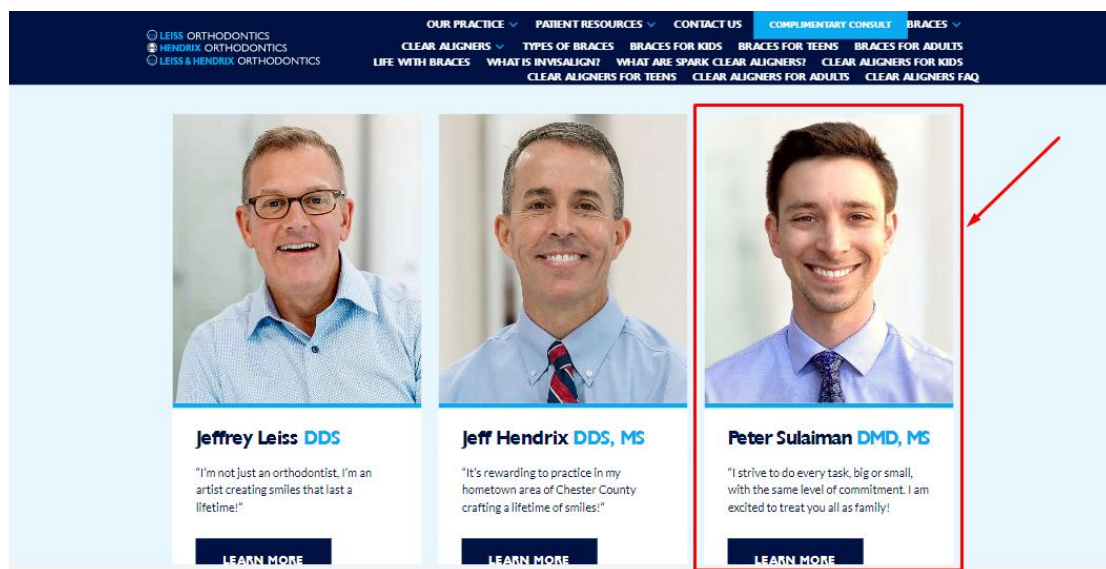 LEISS ORTHODONTICS
HENDRIX ORTHODONTICS
LEISS & HENDRIX ORTHODONTICS
OUR PRACTICE PATIENT RESOURCES CONTACT US COMPLIMENTARY CONSULT BRACES
CLEAR ALIGNERS TYPES OF BRACES BRACES FOR KIDS BRACES FOR TEENS BRACES FOR ADULTS
LIFE WITH BRACES WHAT IS INVISALIGN? WHAT ARE SPARK CLEAR ALIGNERS? CLEAR ALIGNERS FOR KIDS
CLEAR ALIGNERS FOR TEENS CLEAR ALIGNERS FOR ADULTS CLEAR ALIGNERS FAQ
Jeffrey Leiss DDS
"I'm not just an orthodontist, I'm an
artist creating smiles that last a
lifetime!"
LEARN MORE
Jeff Hendrix DDS, MS
"It's rewarding to practice in my
hometown area of Chester County
crafting a lifetime of smiles!"
LEARN MORE
Peter Sulaiman DMD, MS
"I strive to do every task, big or small,
with the same level of commitment. I am
excited to treat you all as family!
LEARN MORE